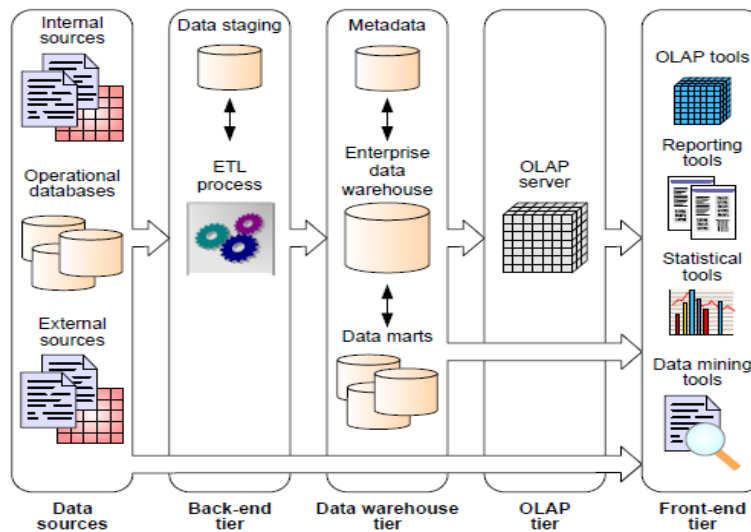 Internal
sources
Operational
databases
External
sources
Data
sources
Data staging
ETL
process
Back-end
tier
Metadata
Enterprise
data
warehouse
Data marts
Data warehouse
tier
OLAP
server
OLAP
tier
OLAP tools
Reporting
tools
Statistical
tools
Data mining
tools
Front-end
tier